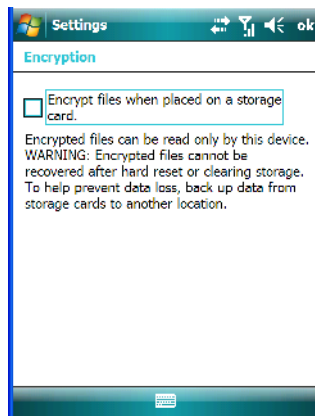 Settings ok
Encryption
Encrypt files when placed on a storage
card.
Encrypted files can be read only by this device.
WARNING: Encrypted files cannot be
recovered after hard reset or clearing storage.
To help prevent data loss, back up data from
storage cards to another location.